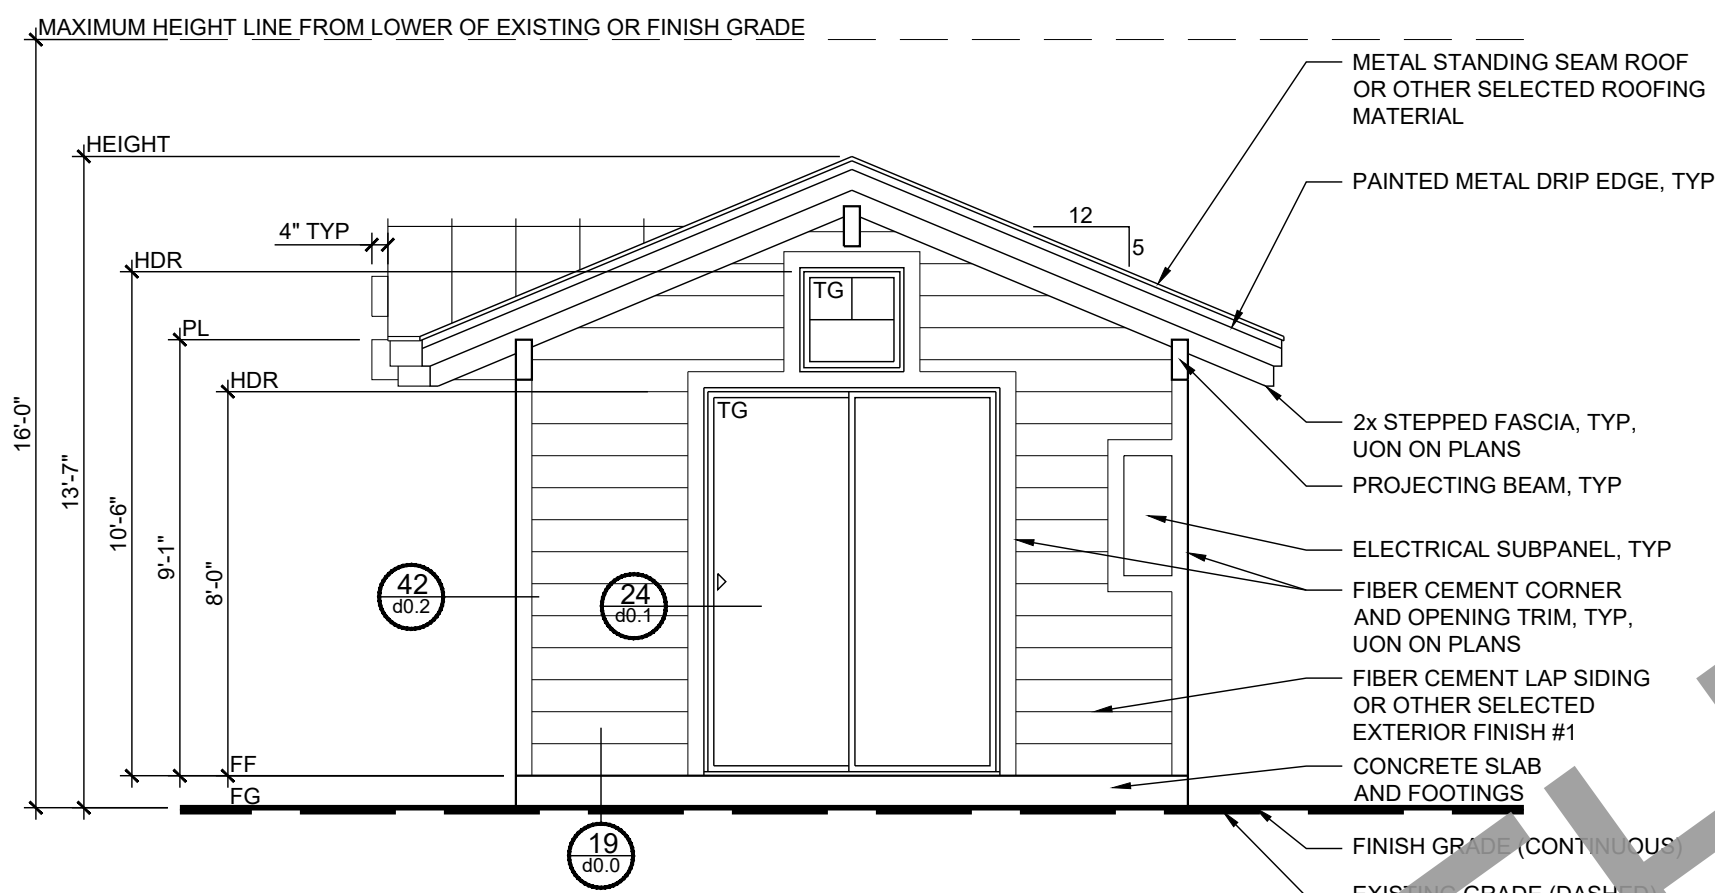 MAXIMUM HEIGHT LINE FROM LOWER OF EXISTING OR FINISH GRADE
METAL STANDING SEAM ROOF
OR OTHER SELECTED ROOFING
MATERIAL
HEIGHT
PAINTED METAL DRIP EDGE, TYP
12
5
4" TYP
HDR
TG
PL
HDR
TG
16'-0"
13'-7"
10'-6"
9'-1"
8'-0"
2x STEPPED FASCIA, TYP,
UON ON PLANS
PROJECTING BEAM, TYP
ELECTRICAL SUBPANEL, TYP
42
d0.2
24
d0.1
FIBER CEMENT CORNER
AND OPENING TRIM, TYP,
UON ON PLANS
FIBER CEMENT LAP SIDING
OR OTHER SELECTED
EXTERIOR FINISH #1
FF
FG
CONCRETE SLAB
AND FOOTINGS
19
d0.0
FINISH GRADE (CONTINUOUS)
EXISTING GRADE (DASHED)